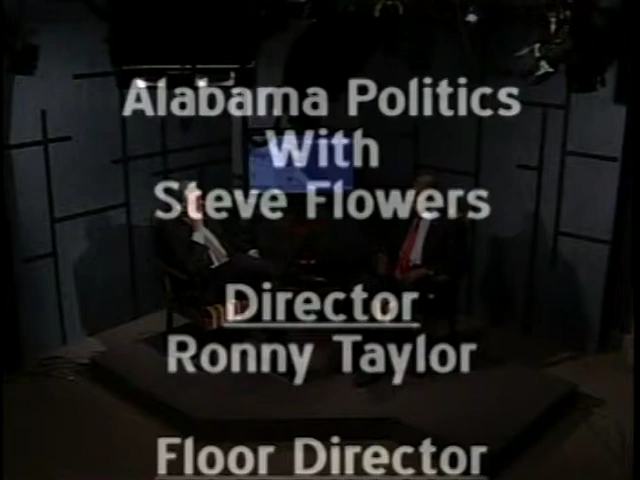 Alabama Politics
With
Steve Flowers
Director
Ronny Taylor
Floor Director